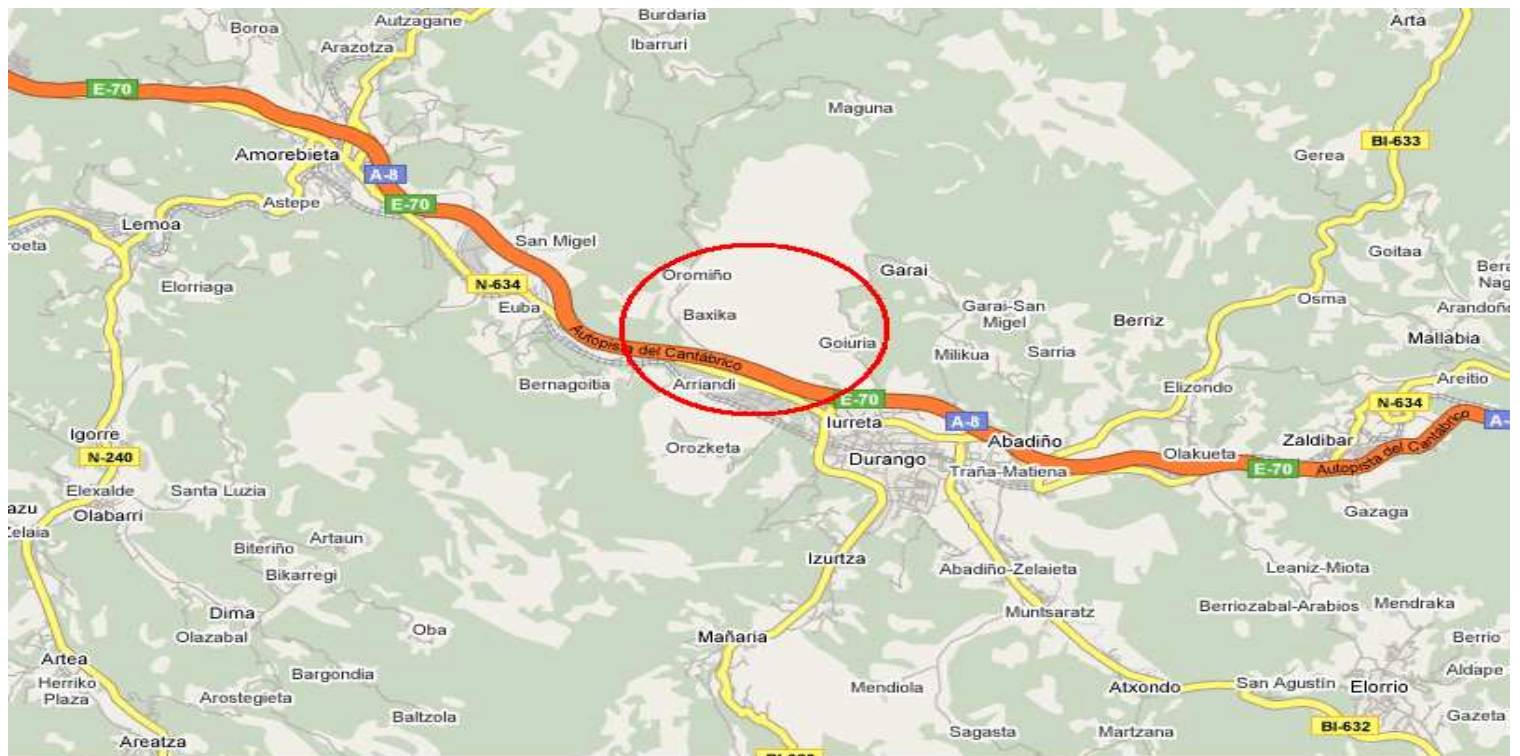 Burdaria
Autzagane
Arta
Boroa
Arazotza
Ibarruri
E-70
Maguna
BI-633
Amorebieta
Gerea
A-8
Astepe
E-70
Lemoa
roeta
San Migel
Goitaa
Oromiño
Garai
Bera
Nag
Elorriaga
N-634
Euba
Baxika
Garai-San
Migel
Osma
Arandoño
Berriz
Autopista del Cantábrico
Goiuria
Milikua
Sarria
Mallabia
Bernagoitia
Arriandi
Elizondo
Areitio
E-70
N-634
Igorre
Iurreta
A-8
A-
Orozketa
Abadiño
Zaldibar
N-240
Durango
Olakueta
Traña-Matiena
E-70
Autopista del Cantábrico
Elexalde
Santa Luzia
azu
Olabarri
Gazaga
Zelaia
Artaun
Biteriño
Izurtza
Abadiño-Zelaieta
Leaniz-Miota
Bikarregi
Dima
Muntsaratz
Berriozabal-Arabios
Mendraka
Olazabal
Oba
Mañaria
Berrio
Artea
Bargondia
Aldape
Herriko
Plaza
Arostegieta
Mendiola
Atxondo
San Agustín
Elorrio
Baltzola
Gazeta
Areatza
Sagasta
Martzana
BI-632